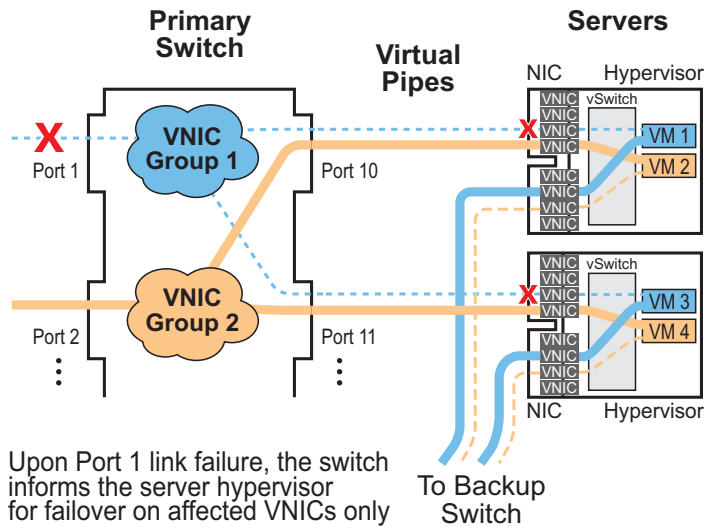 Primary
Switch
Virtual
Pipes
Servers
NIC
Hypervisor
VNIC
Group 1
Port 1
Port 10
VNIC
VNIC
VNIC
VNIC
vSwitch
VM 1
VM 2
VNIC
VNIC
VNIC
VNIC
VNIC
Group 2
Port 2
Port 11
VNIC
VNIC
VNIC
VNIC
vSwitch
VM 3
VM 4
VNIC
VNIC
VNIC
VNIC
NIC
Hypervisor
Upon Port 1 link failure, the switch
informs the server hypervisor
for failover on affected VNICs only
To Backup
Switch